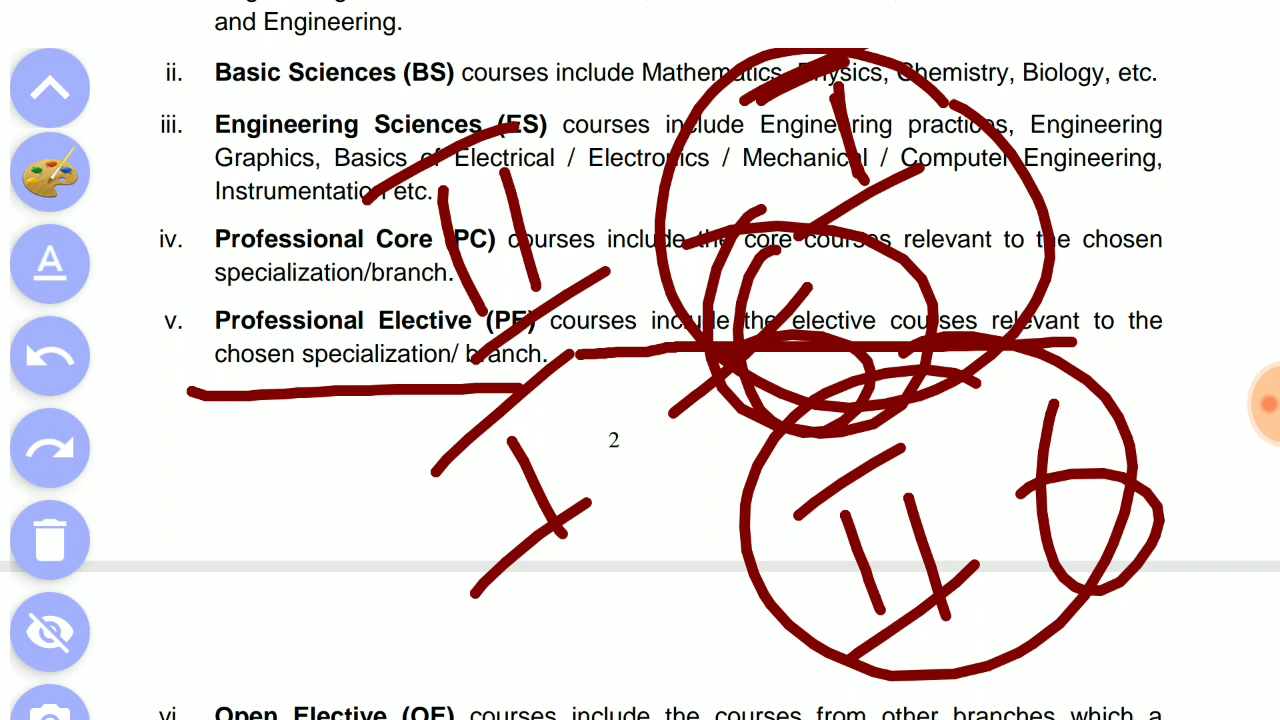 and Engineering.
ii. Basic Sciences (BS) courses include Mathematics, Physics, Chemistry, Biology, etc.
iii. Engineering Sciences (ES) courses include Engineering practices, Engineering
Graphics, Basics of Electrical / Electronics / Mechanical / Computer Engineering,
Instrumentation etc.
iv. Professional Core (PC) courses include the core courses relevant to the chosen
specialization/branch.
v. Professional Elective (PE) courses include the elective courses relevant to the
chosen specialization/ branch.
2
vi. Open Elective (OE) courses include the courses from other branches which a